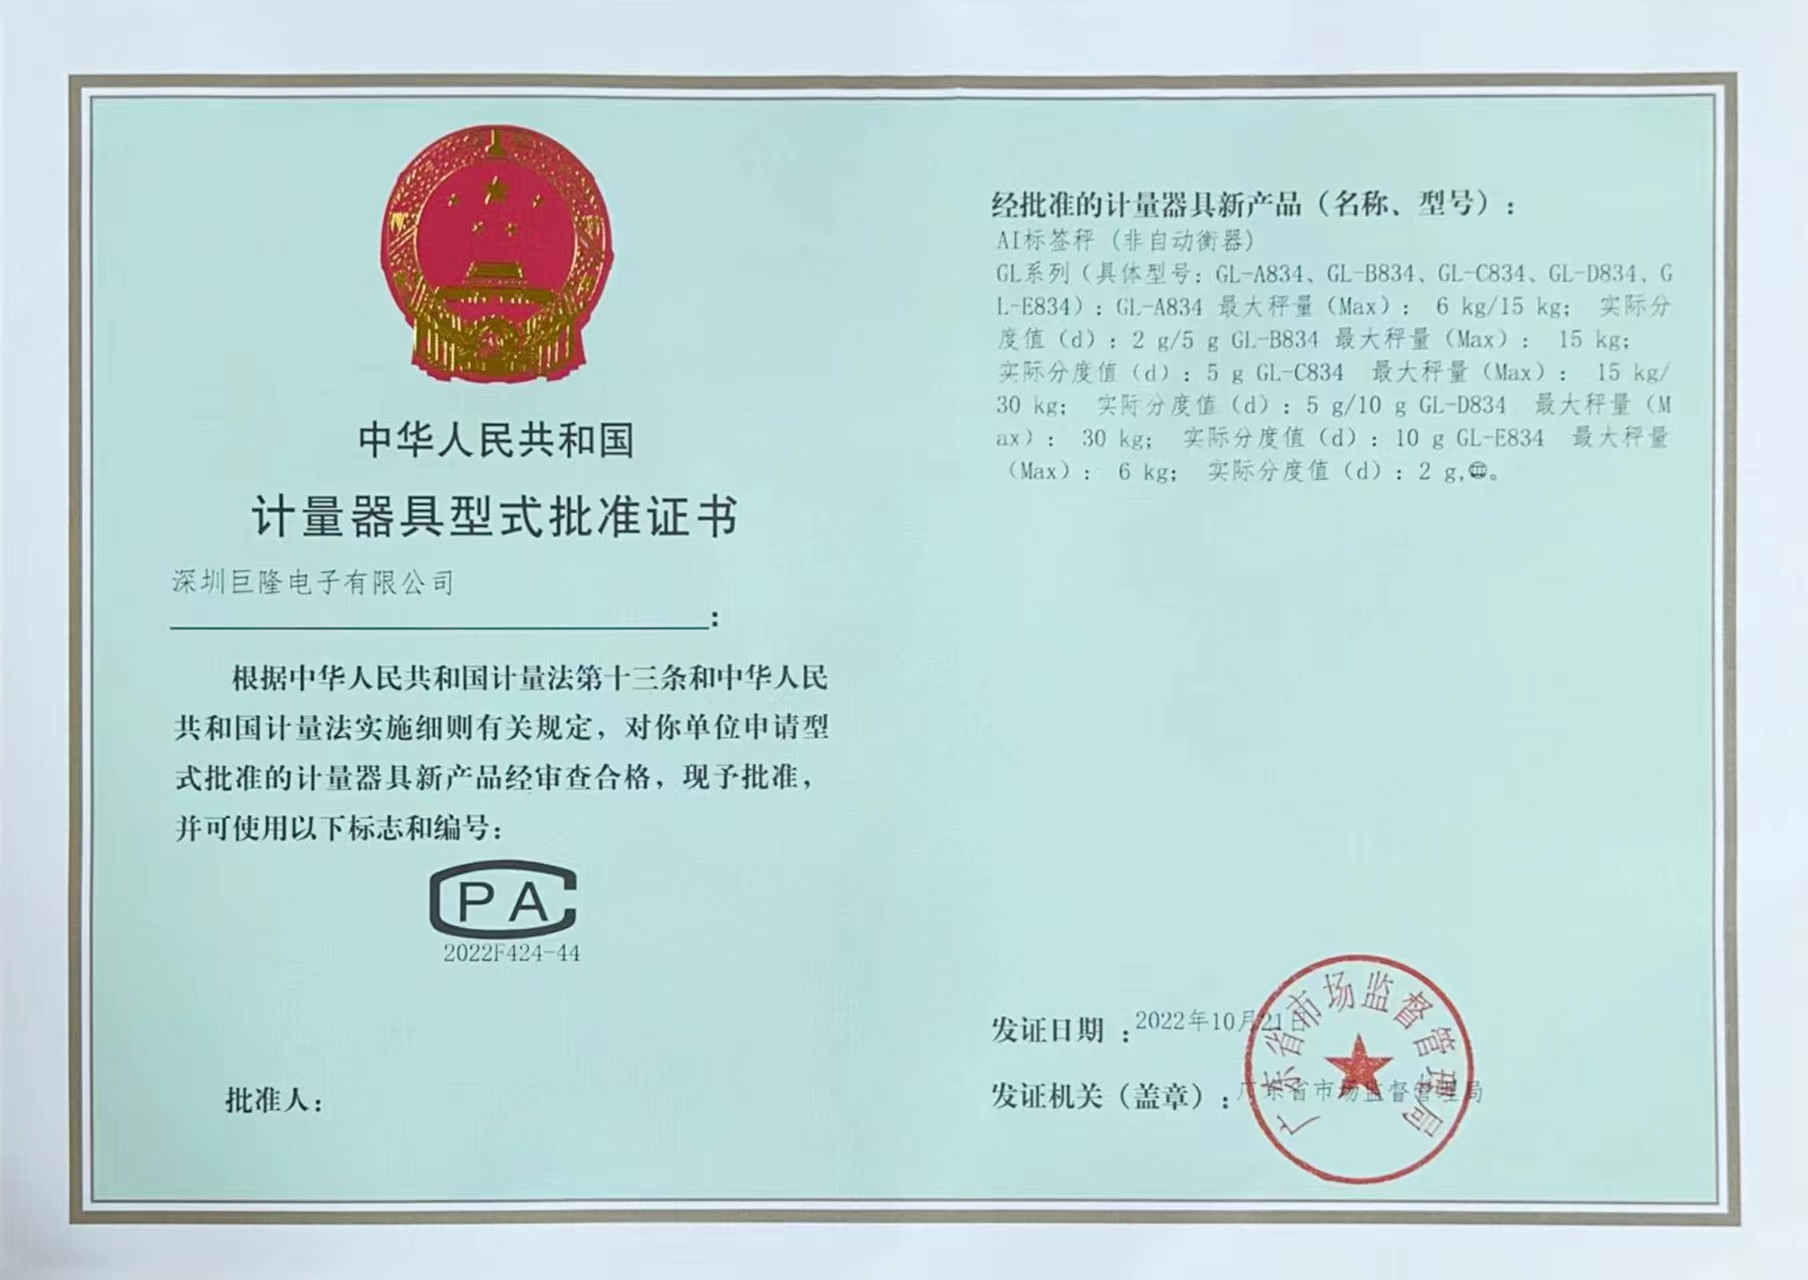 中华人民共和国
计量器具型式批准证书
深圳巨隆电子有限公司
:
根据中华人民共和国计量法第十三条和中华人民
共和国计量法实施细则有关规定，对你单位申请型
式批准的计量器具新产品经审查合格，现予批准，
并可使用以下标志和编号：
CPA
2022F424-44
批准人：
经批准的计量器具新产品（名称、型号）：
AI标签秤（非自动衡器）
GL系列（具体型号：GL-A834、GL-B834、GL-C834、GL-D834、G
L-E834）：GL-A834 最大秤量（Max）： 6 kg/15 kg； 实际分
度值（d）：2 g/5 g GL-B834 最大秤量（Max）： 15 kg；
实际分度值（d）：5 g GL-C834 最大秤量（Max）： 15 kg/
30 kg； 实际分度值（d）：5 g/10 g GL-D834 最大秤量（M
ax）： 30 kg； 实际分度值（d）：10 g GL-E834 最大秤量
（Max）： 6 kg； 实际分度值（d）：2 g,Ⅲ。
发证日期：2022年10月21日
发证机关（盖章）：广东省市场监督管理局
广东省市场监督管理局